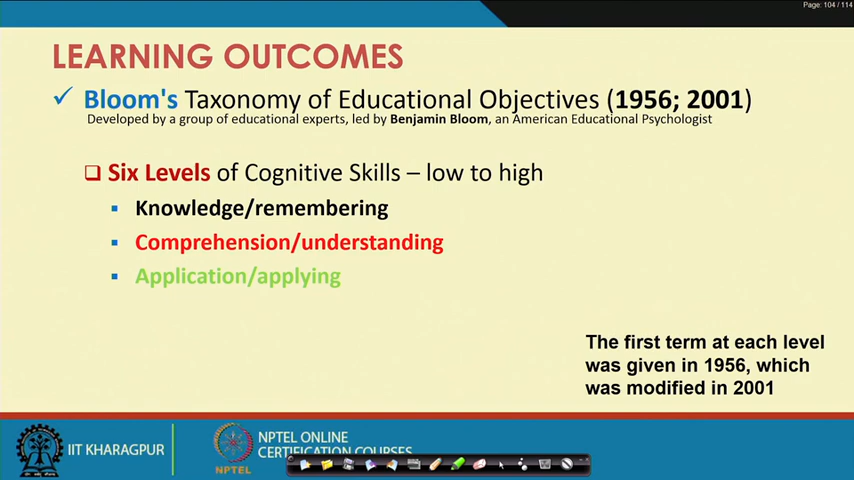 Page: 104 / 114
LEARNING OUTCOMES
✓ Bloom's Taxonomy of Educational Objectives (1956; 2001)
Developed by a group of educational experts, led by Benjamin Bloom, an American Educational Psychologist
❑ Six Levels of Cognitive Skills – low to high
▪ Knowledge/remembering
▪ Comprehension/understanding
▪ Application/applying
The first term at each level
was given in 1956, which
was modified in 2001
IIT KHARAGPUR
NPTEL
NPTEL ONLINE
CERTIFICATION COURSES